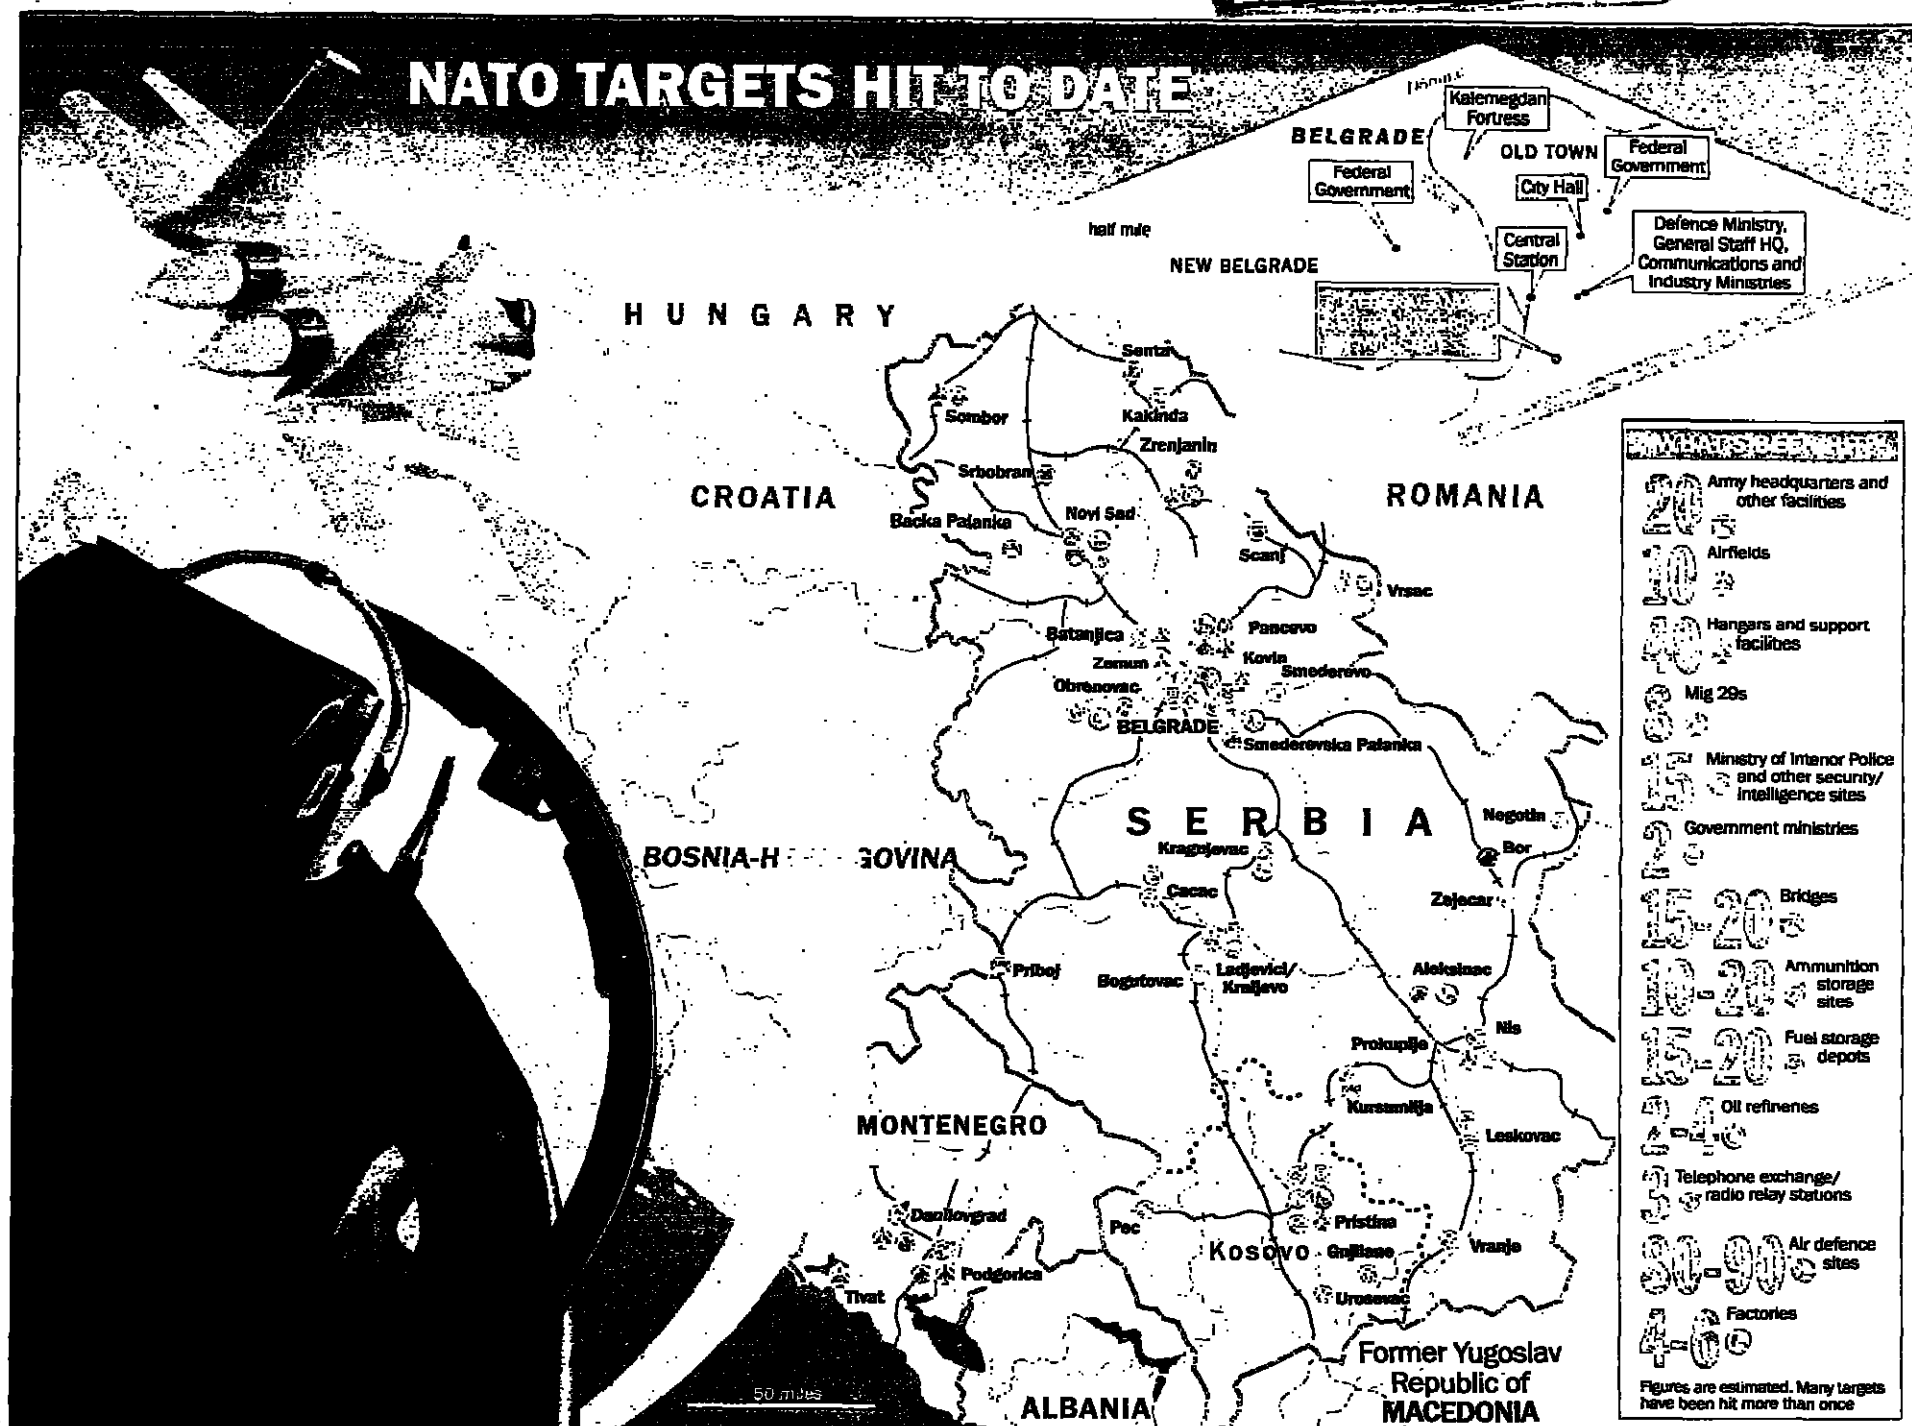 NATO TARGETS HIT TO DATE
Kalemegdan
Fortress
BELGRADE
OLD TOWN
Federal
Government
Federal
Government
City Hall
half mile
Defence Ministry,
General Staff HQ,
Communications and
Industry Ministries
Central
Station
NEW BELGRADE
HUNGARY
Senta
Sombor
Kakinda
Zrenjanin
Srbobran
CROATIA
ROMANIA
Backa Palanka
Novi Sad
Scanj
Vrsac
Batanjica
Pancevo
Zemun
Kovin
Smederevo
Obrenovac
BELGRADE
Smederevska Palanka
SERBIA
Negotin
Kragujevac
Bor
BOSNIA-H GOVINA
Cacac
Zajecar
Priboj
Bogutovac
Ladjevici/
Kraljevo
Aleksinac
Nis
Prokuplje
Kursumlija
MONTENEGRO
Leskovac
Danilovgrad
Pec
Pristina
Kosovo
Gnjilane
Vranje
Podgorica
Tivat
Urosevac
Former Yugoslav
Republic of
MACEDONIA
50 miles
ALBANIA
20 Army headquarters and
other facilities
10 Airfields
40 Hangars and support
facilities
Mig 29s
15 Ministry of Interior Police
and other security/
intelligence sites
2 Government ministries
15-20 Bridges
10-20 Ammunition
storage
sites
15-20 Fuel storage
depots
2-4 Oil refineries
Telephone exchange/
radio relay stations
80-90 Air defence
sites
4-6 Factories
Figures are estimated. Many targets
have been hit more than once